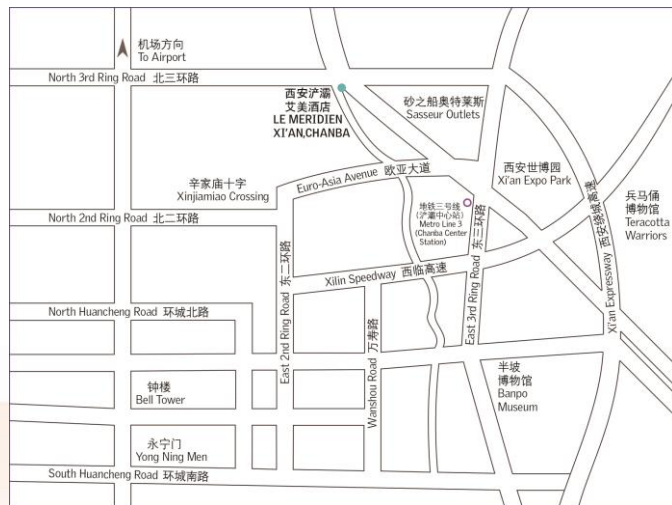 机场方向
To Airport
North 3rd Ring Road 北三环路
西安浐灞
艾美酒店
LE MERIDIEN
XI'AN,CHANBA
砂之船奥特莱斯
Sasseur Outlets
Euro-Asia Avenue 欧亚大道
西安世博园
Xi'an Expo Park
辛家庙十字
Xinjiamiao Crossing
兵马俑
博物馆
Teracotta
Warriors
地铁三号线
(浐灞中心站)
Metro Line 3
(Chanba Center
Station)
North 2nd Ring Road 北二环路
Xi'an Expressway 西安绕城高速
East 2nd Ring Road 东二环路
Xilin Speedway 西临高速
East 3rd Ring Road 东三环路
North Huancheng Road 环城北路
Wanshou Road 万寿路
半坡
博物馆
Banpo
Museum
钟楼
Bell Tower
永宁门
Yong Ning Men
South Huancheng Road 环城南路